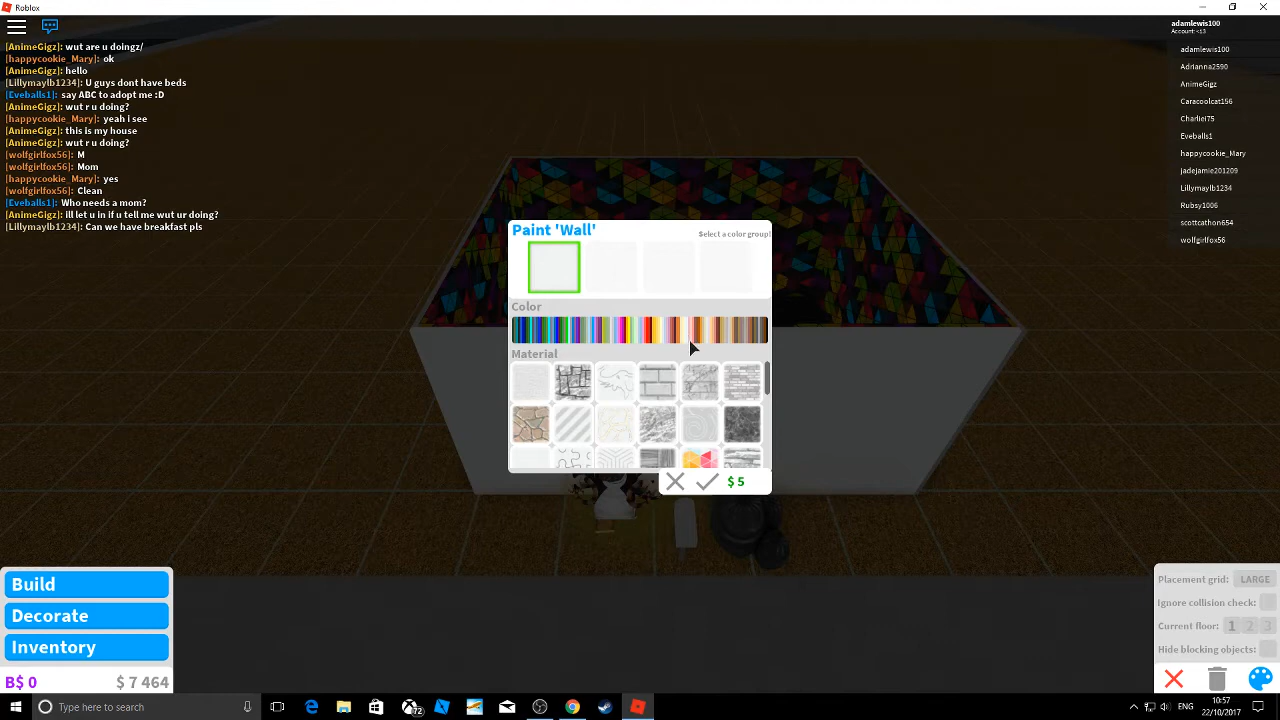 Roblox
adamlewis100
Account: <13
[AnimeGigz]: wut are u doingz/
[happycookie_Mary]: ok
[AnimeGigz]: hello
[Lillymaylb1234]: U guys dont have beds
[Eveballs1]: say ABC to adopt me :D
[AnimeGigz]: wut r u doing?
[happycookie_Mary]: yeah i see
[AnimeGigz]: this is my house
[AnimeGigz]: wut r u doing?
[wolfgirlfox56]: M
[wolfgirlfox56]: Mom
[happycookie_Mary]: yes
[wolfgirlfox56]: Clean
[Eveballs1]: Who needs a mom?
[AnimeGigz]: ill let u in if u tell me wut ur doing?
[Lillymaylb1234]: Can we have breakfast pls
adamlewis100
Adrianna2590
AnimeGigz
Caracoolcat156
Charliei75
Eveballs1
happycookie_Mary
jadejamie201209
Lillymaylb1234
Rubsy1006
scottcathon654
wolfgirlfox56
Paint 'Wall'
Select a color group!
Color
Material
$ 5
Build
Decorate
Inventory
B$ 0
$ 7 464
Placement grid: LARGE
Ignore collision check:
Current floor: 1 2 3
Hide blocking objects:
Type here to search
72
ENG
10:57
22/10/2017